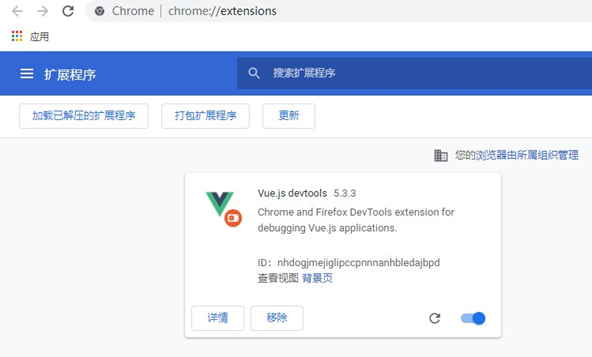 Chrome | chrome://extensions
应用
扩展程序 搜索扩展程序
加载已解压的扩展程序 打包扩展程序 更新
您的浏览器由所属组织管理
Vue.js devtools 5.3.3
Chrome and Firefox DevTools extension for
debugging Vue.js applications.
ID：nhdogjmejiglipccpnnnanhbledajbpd
查看视图 背景页
详情 移除